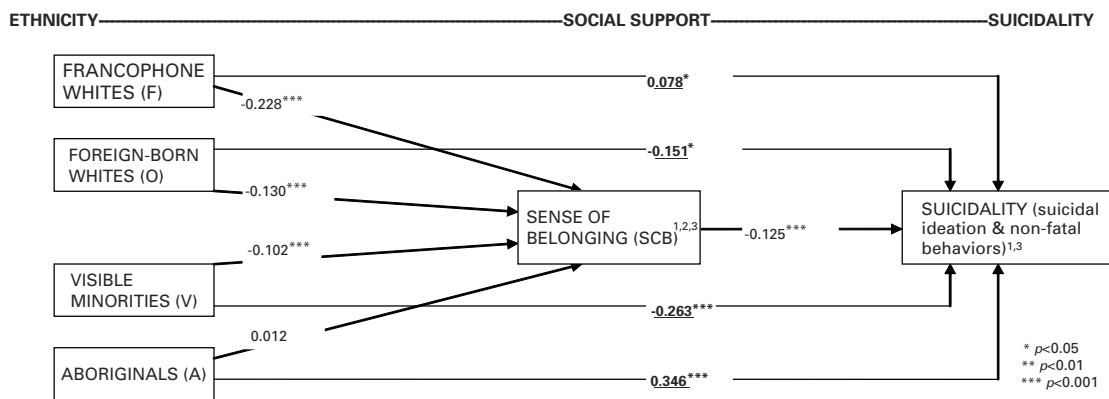 ETHNICITY SOCIAL SUPPORT SUICIDALITY
FRANCOPHONE
WHITES (F)
0.078*
-0.228***
FOREIGN-BORN
WHITES (O)
-0.151*
-0.130***
SENSE OF
BELONGING (SCB)1,2,3
-0.125***
SUICIDALITY (suicidal
ideation & non-fatal
behaviors)1,3
-0.102***
VISIBLE
MINORITIES (V)
-0.263***
0.012
ABORIGINALS (A)
0.346***
* p<0.05
** p<0.01
*** p<0.001